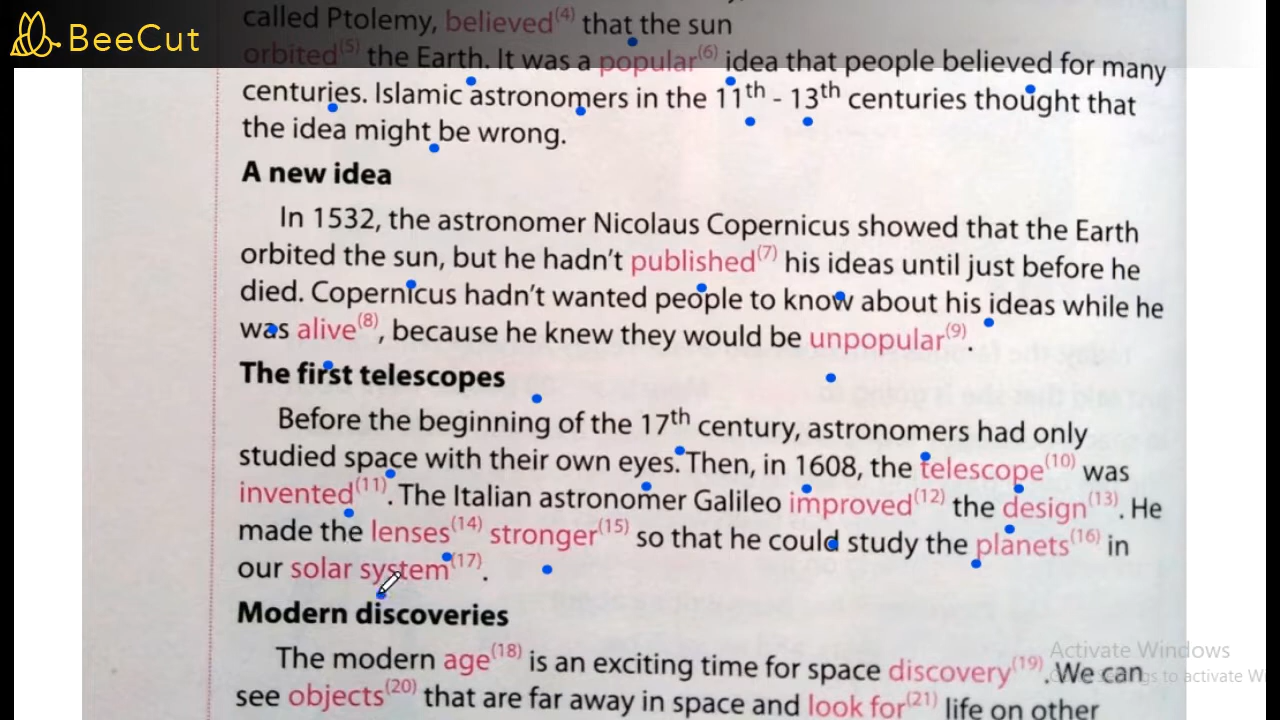 BeeCut
called Ptolemy, believed(4) that the sun
orbited(5) the Earth. It was a popular(6) idea that people believed for many
centuries. Islamic astronomers in the 11th - 13th centuries thought that
the idea might be wrong.
A new idea
In 1532, the astronomer Nicolaus Copernicus showed that the Earth
orbited the sun, but he hadn't published(7) his ideas until just before he
died. Copernicus hadn't wanted people to know about his ideas while he
was alive(8), because he knew they would be unpopular(9).
The first telescopes
Before the beginning of the 17th century, astronomers had only
studied space with their own eyes. Then, in 1608, the telescope(10) was
invented(11). The Italian astronomer Galileo improved(12) the design(13). He
made the lenses(14) stronger(15) so that he could study the planets(16) in
our solar system(17).
Modern discoveries
The modern age(18) is an exciting time for space discovery(19). We can
see objects(20) that are far away in space and look for(21) life on other
Activate Windows
to activate W